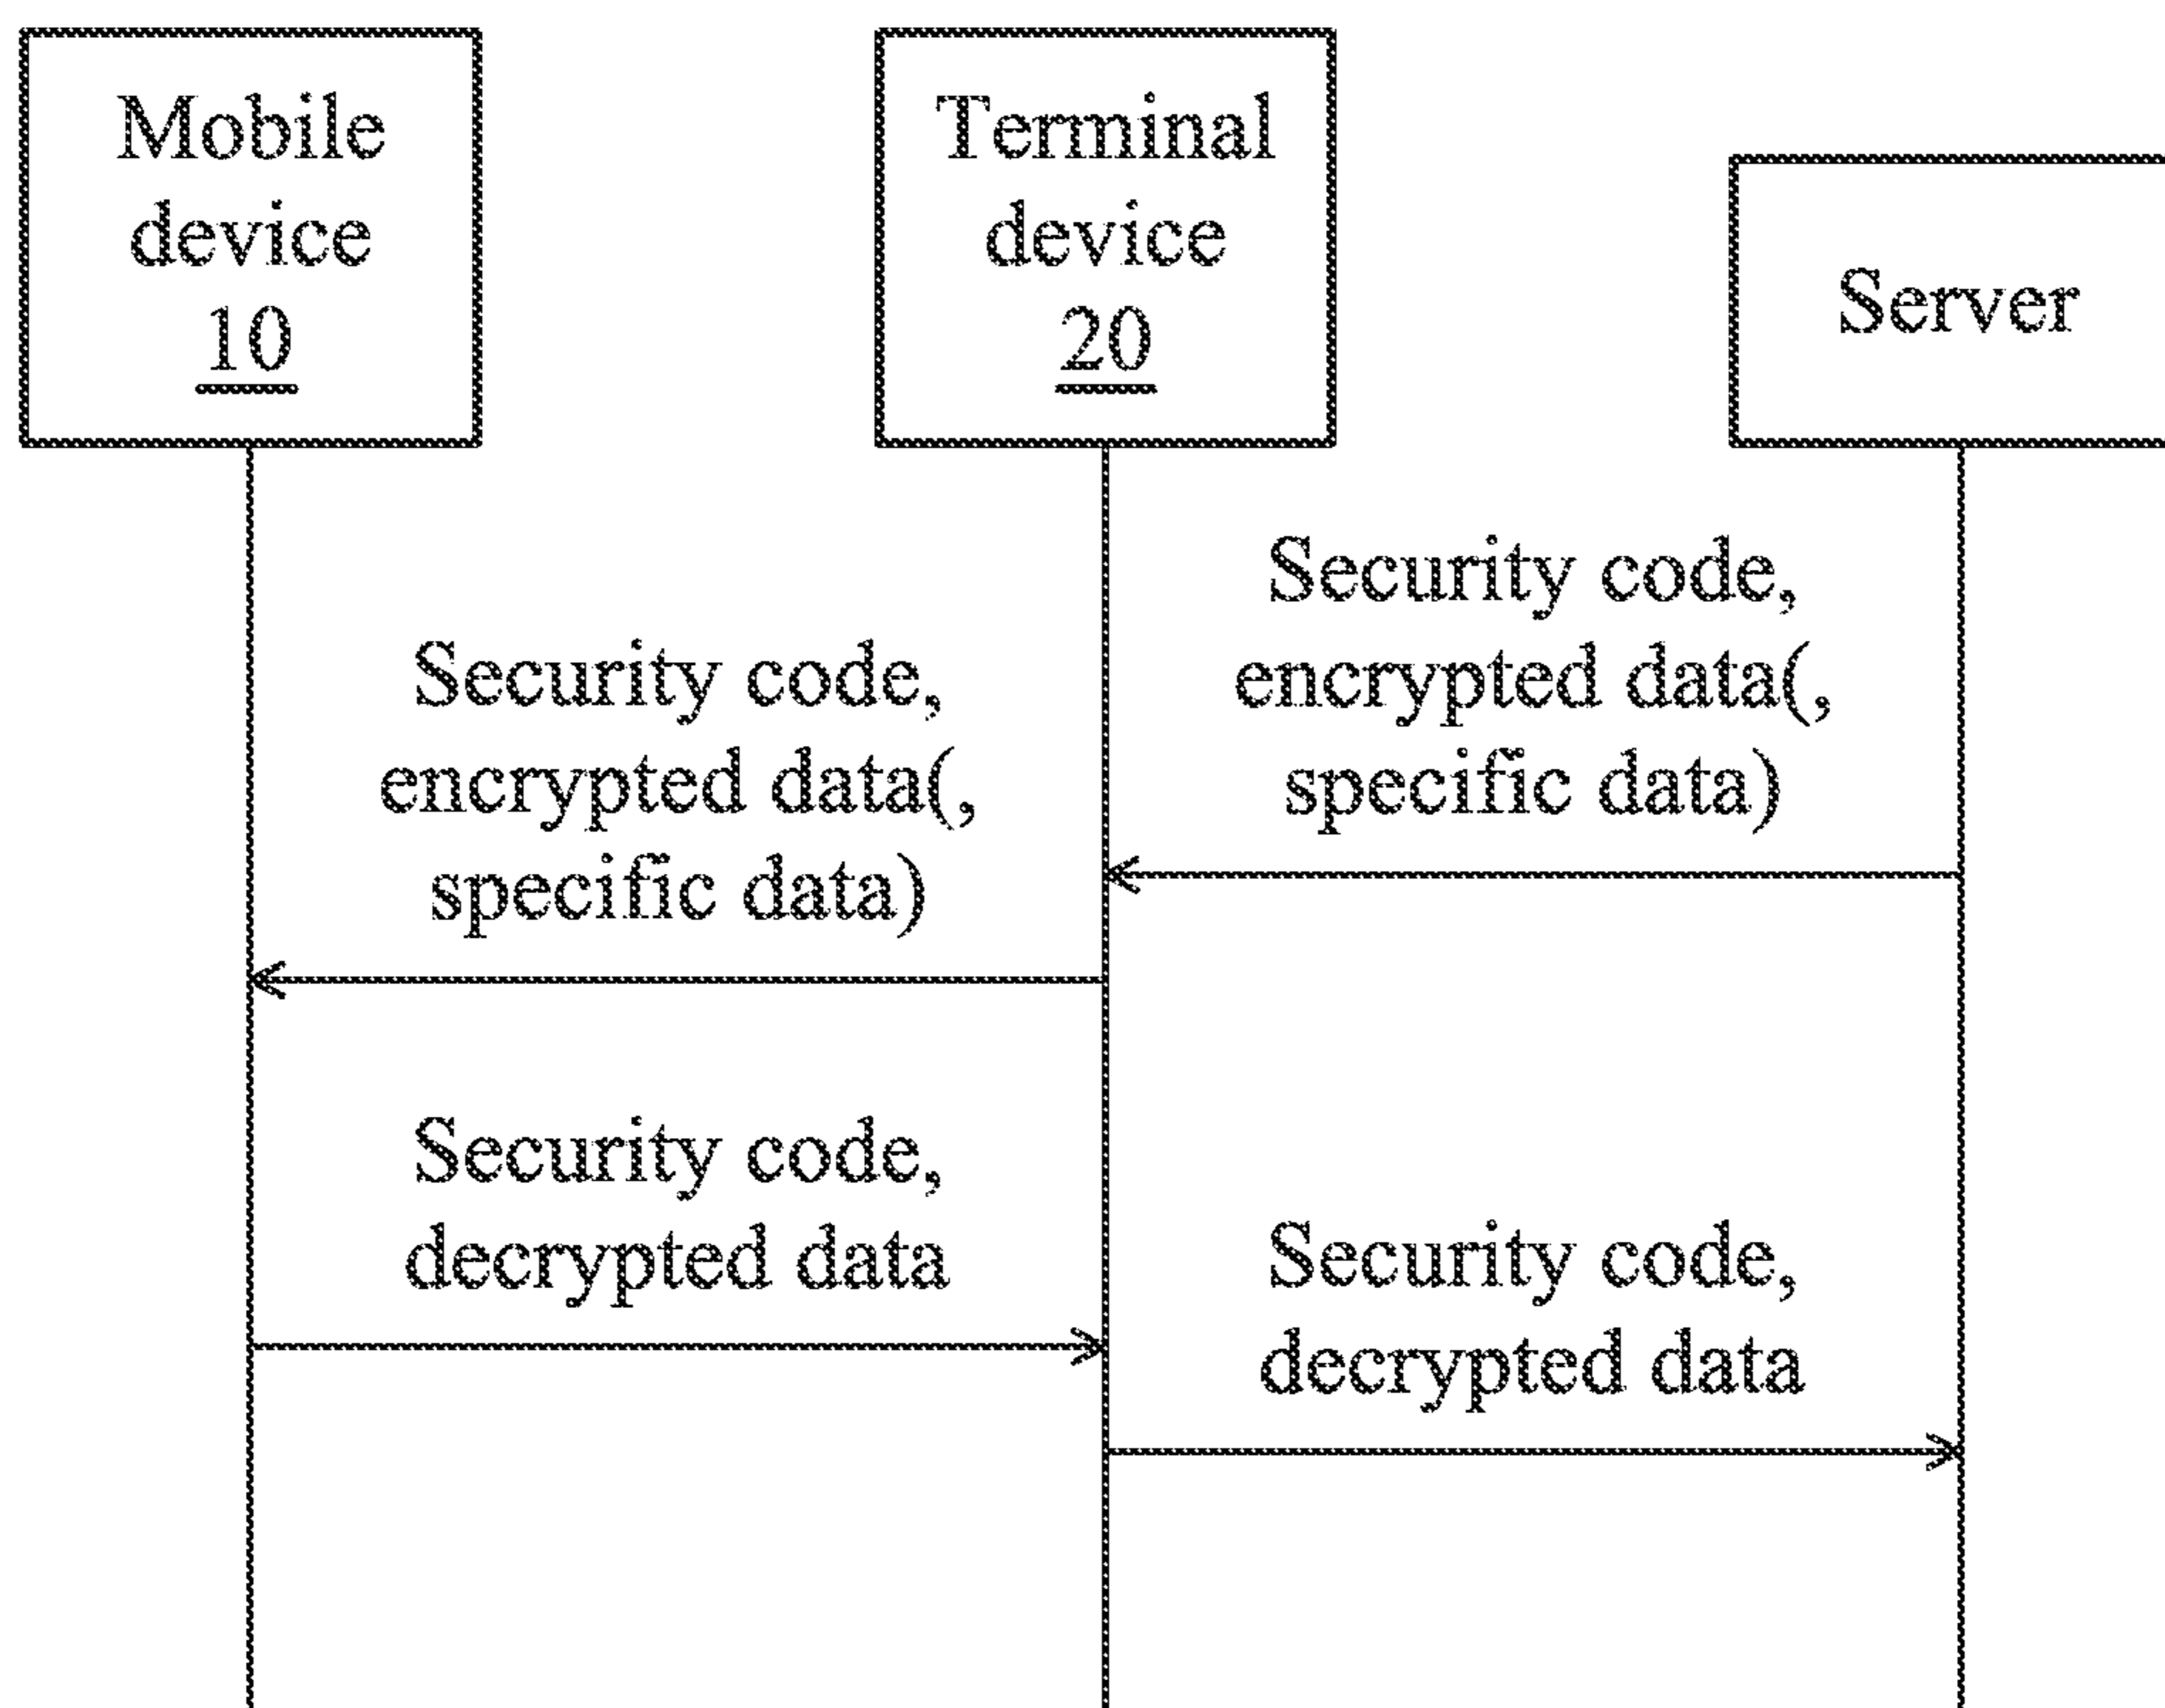 Mobile
device
10
Terminal
device
20
Server
Security code,
encrypted data(,
specific data)
Security code,
encrypted data(,
specific data)
Security code,
decrypted data
Security code,
decrypted data